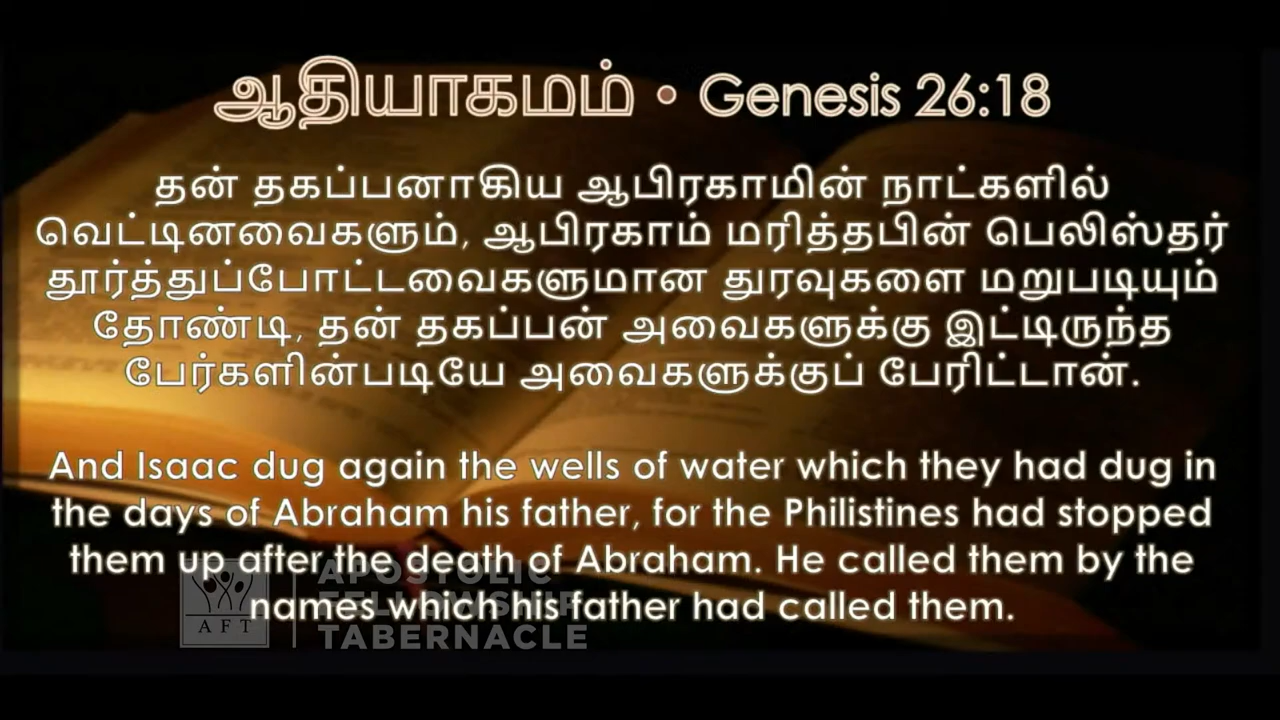 ஆதியாகமம் • Genesis 26:18
தன் தகப்பனாகிய ஆபிரகாமின் நாட்களில்
வெட்டினவைகளும், ஆபிரகாம் மரித்தபின் பெலிஸ்தர்
தூர்த்துப்போட்டவைகளுமான துரவுகளை மறுபடியும்
தோண்டி, தன் தகப்பன் அவைகளுக்கு இட்டிருந்த
பேர்களின்படியே அவைகளுக்குப் பேரிட்டான்.
And Isaac dug again the wells of water which they had dug in
the days of Abraham his father, for the Philistines had stopped
them up after the death of Abraham. He called them by the
names which his father had called them.
AFT
APOSTOLIC
FELLOWSHIP
TABERNACLE